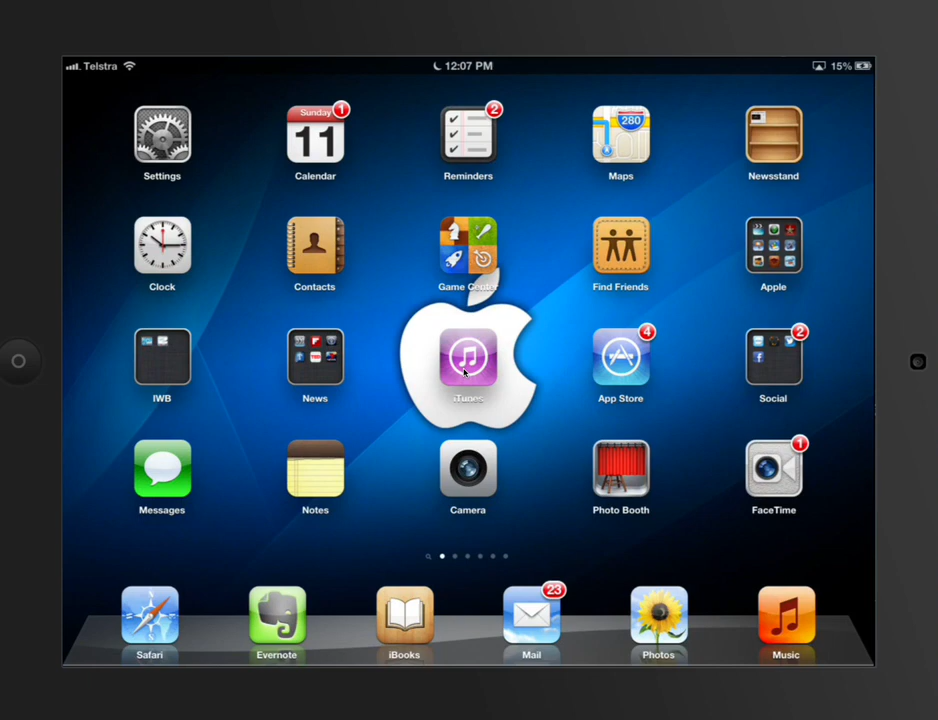 Telstra 12:07 PM 15%
1 2
Sunday 280
11
Settings Calendar Reminders Maps Newsstand
Clock Contacts Game Center Find Friends Apple
4 2
IWB News iTunes App Store Social
1
Messages Notes Camera Photo Booth FaceTime
23
Safari Evernote iBooks Mail Photos Music